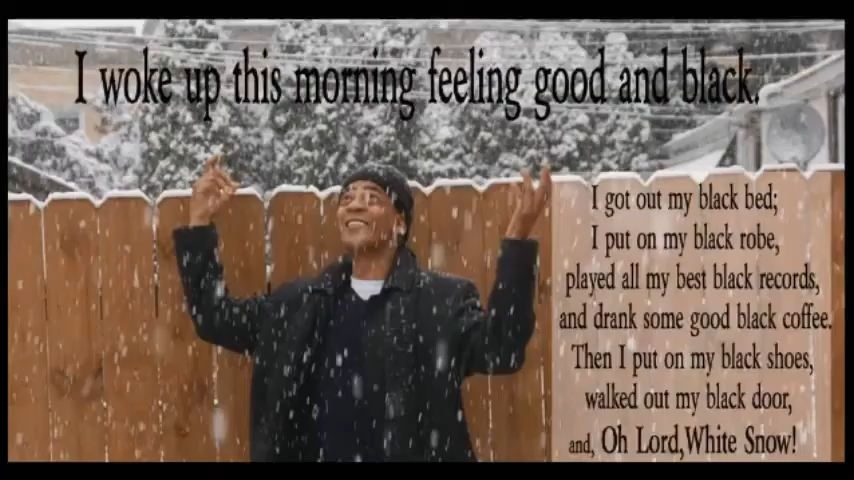 I woke up this morning feeling good and black.
I got out my black bed;
I put on my black robe,
played all my best black records,
and drank some good black coffee.
Then I put on my black shoes,
walked out my black door,
and, Oh Lord,White Snow!